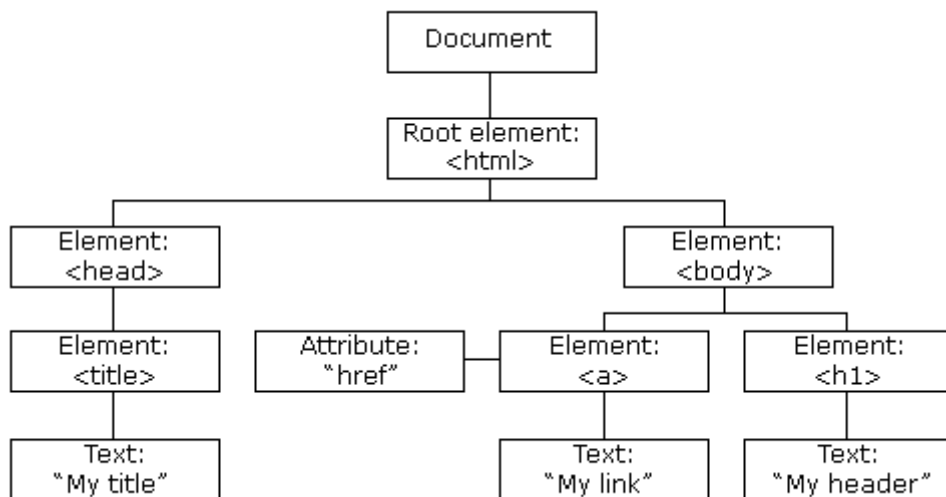 Document
Root element:
<html>
Element:
<head>
Element:
<body>
Element:
<title>
Attribute:
“href”
Element:
<a>
Element:
<h1>
Text:
“My title”
Text:
“My link”
Text:
“My header”